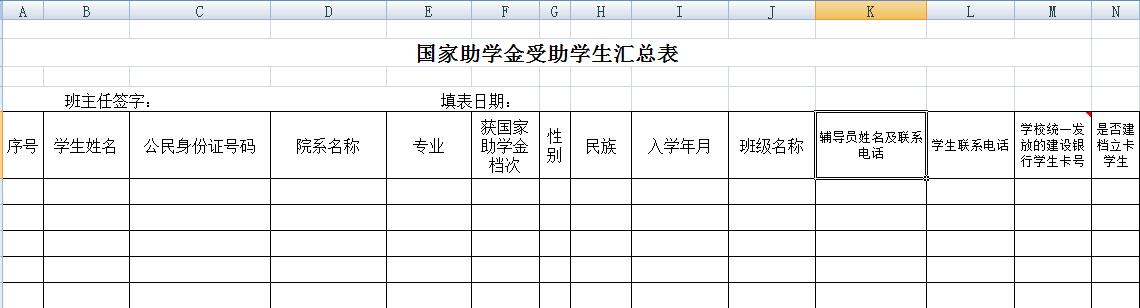 A B C D E F G H I J K L M N
国家助学金受助学生汇总表
班主任签字： 填表日期：
序号
学生姓名
公民身份证号码
院系名称
专业
获国家
助学金
档次
性
别
民族
入学年月
班级名称
辅导员姓名及联系
电话
学生联系电话
学校统一发
放的建设银
行学生卡号
是否建
档立卡
学生